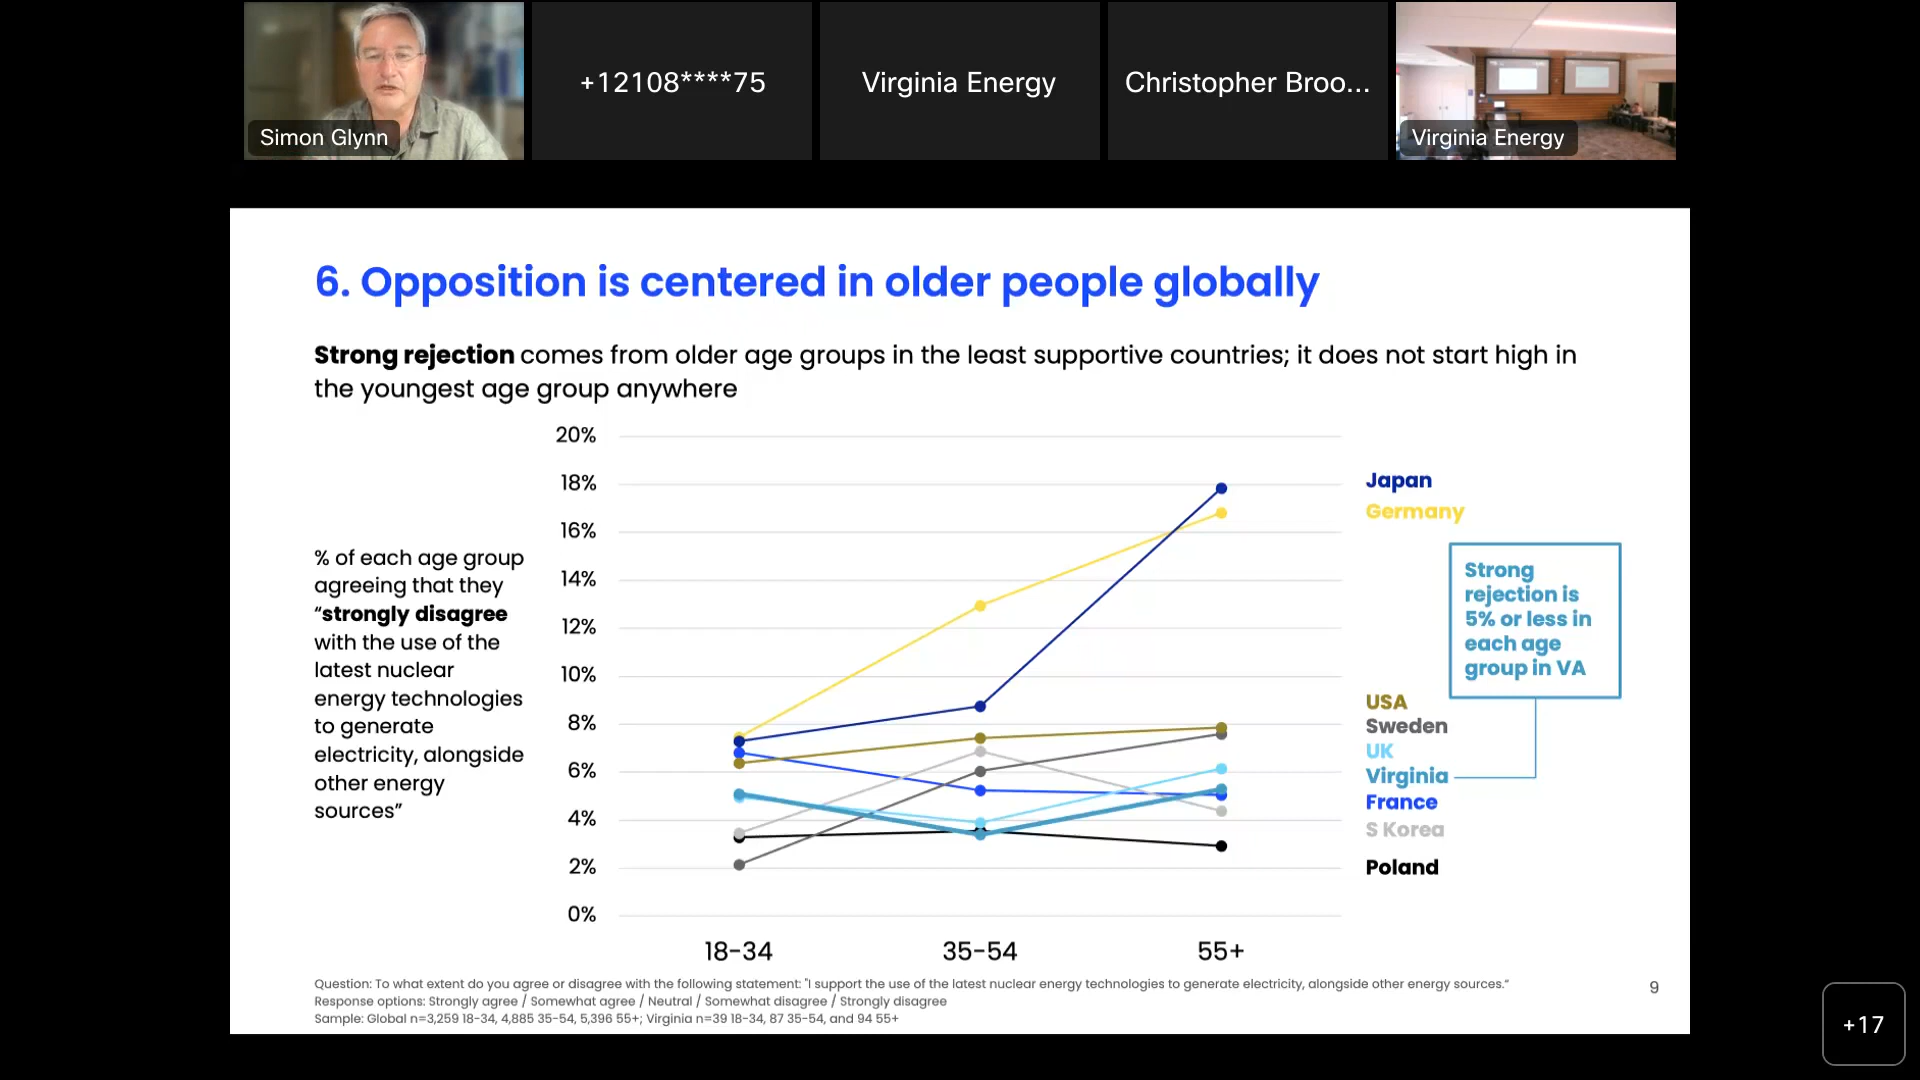 Simon Glynn
+12108****75
Virginia Energy
Christopher Broo...
Virginia Energy
6. Opposition is centered in older people globally
Strong rejection comes from older age groups in the least supportive countries; it does not start high in
the youngest age group anywhere
% of each age group
agreeing that they
“strongly disagree
with the use of the
latest nuclear
energy technologies
to generate
electricity, alongside
other energy
sources”
20%
18%
16%
14%
12%
10%
8%
6%
4%
2%
0%
18-34
35-54
55+
Japan
Germany
Strong
rejection is
5% or less in
each age
group in VA
USA
Sweden
UK
Virginia
France
S Korea
Poland
Question: To what extent do you agree or disagree with the following statement: "I support the use of the latest nuclear energy technologies to generate electricity, alongside other energy sources."
Response options: Strongly agree / Somewhat agree / Neutral / Somewhat disagree / Strongly disagree
Sample: Global n=3,259 18-34, 4,885 35-54, 5,396 55+; Virginia n=39 18-34, 87 35-54, and 94 55+
9
+17